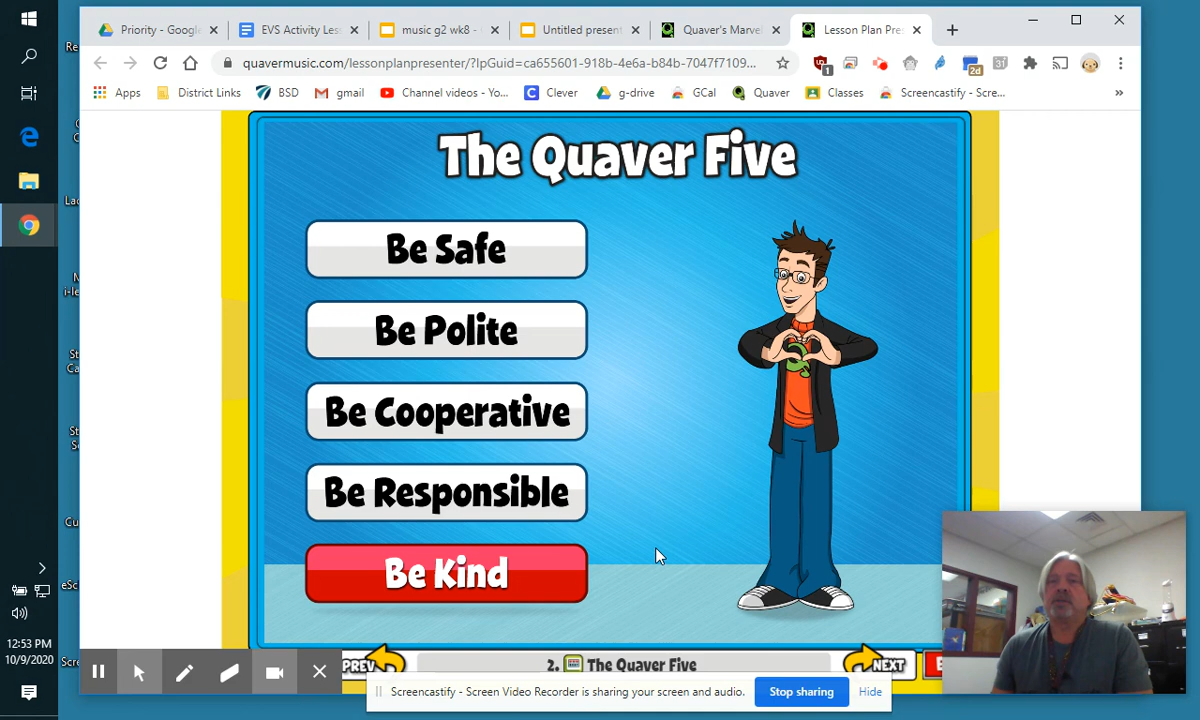 Priority - Google
EVS Activity Les
music g2 wk8 -
Untitled present
Quaver's Marve
Lesson Plan Pre
quavermusic.com/lessonplanpresenter/?lpGuid=ca655601-918b-4e6a-b84b-7047f7109...
1
2d
31
Apps
District Links
BSD
gmail
Channel videos - Yo...
Clever
g-drive
GCal
Quaver
Classes
Screencastify - Scre...
»
The Quaver Five
Be Safe
Be Polite
Be Cooperative
Be Responsible
Be Kind
PREV
2. The Quaver Five
NEXT
Screencastify - Screen Video Recorder is sharing your screen and audio.
Stop sharing
Hide
12:53 PM
10/9/2020